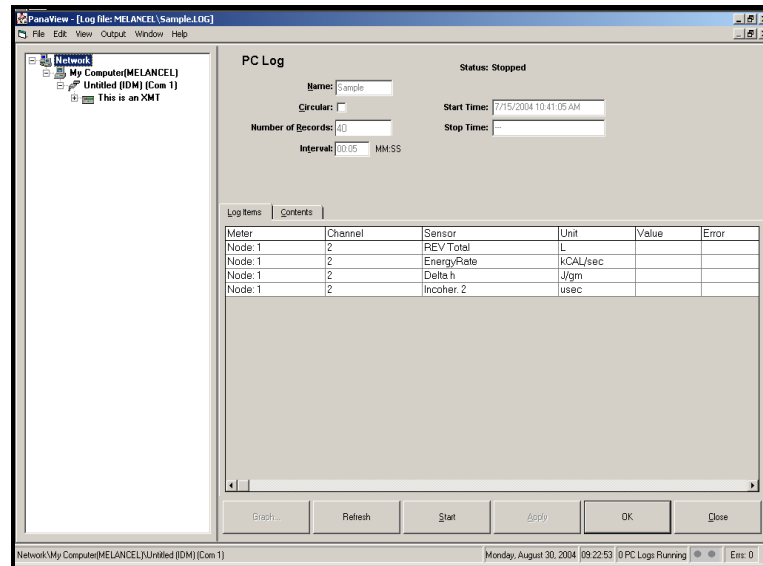 PanaView - [Log file: MELANCEL\Sample.LOG]
File Edit View Output Window Help
Network
My Computer(MELANCEL)
Untitled (IDM) (Com 1)
This is an XMT
PC Log
Status: Stopped
Name: Sample
Circular:
Start Time: 7/15/2004 10:41:05 AM
Number of Records: 40
Stop Time: ---
Interval: 00:05 MM:SS
Log Items Contents
Meter Channel Sensor Unit Value Error
Node: 1 2 REV Total L
Node: 1 2 EnergyRate kCAL/sec
Node: 1 2 Delta h J/gm
Node: 1 2 Incoher. 2 usec
Graph... Refresh Start Apply OK Close
Network\My Computer(MELANCEL)\Untitled (IDM) (Com 1) Monday, August 30, 2004 09:22:53 0 PC Logs Running Errs: 0